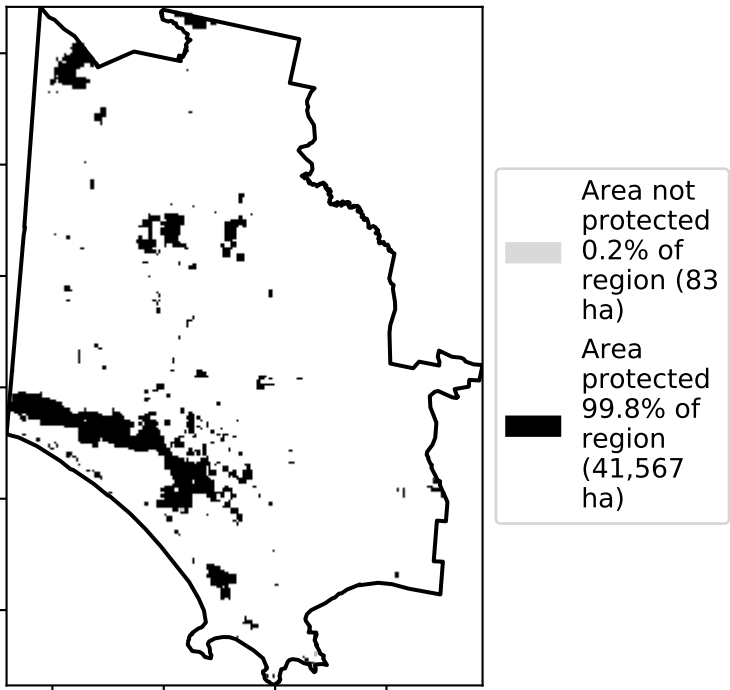 Area not
protected
0.2% of
region (83
ha)
Area
protected
99.8% of
region
(41,567
ha)